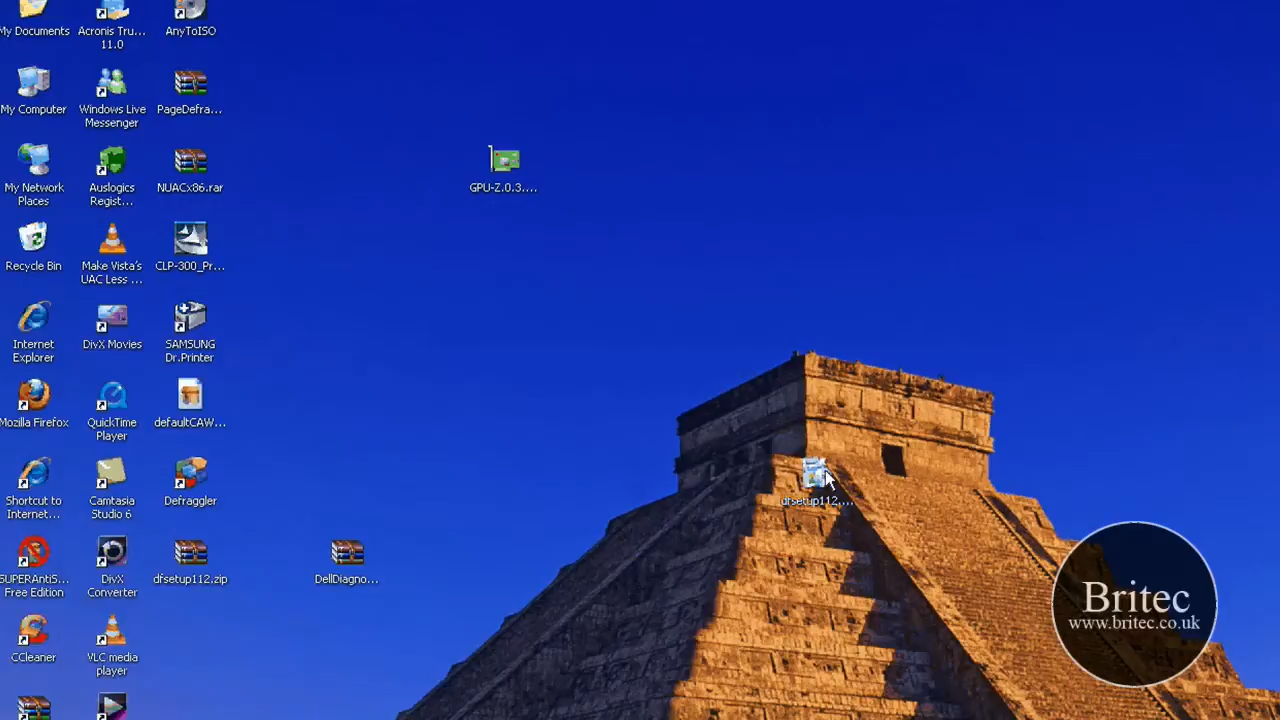 My Documents
Acronis Tru...
11.0
AnyToISO
My Computer
Windows Live
Messenger
PageDefra...
GPU-Z.0.3....
My Network
Places
Auslogics
Regist...
NUACx86.rar
Recycle Bin
Make Vista's
UAC Less ...
CLP-300_Pr...
Internet
Explorer
DivX Movies
SAMSUNG
Dr.Printer
Mozilla Firefox
QuickTime
Player
defaultCAW...
Shortcut to
Internet...
Camtasia
Studio 6
Defraggler
dfsetup112....
SUPERAntiS...
Free Edition
DivX
Converter
dfsetup112.zip
DellDiagno...
CCleaner
VLC media
player
Britec
www.britec.co.uk